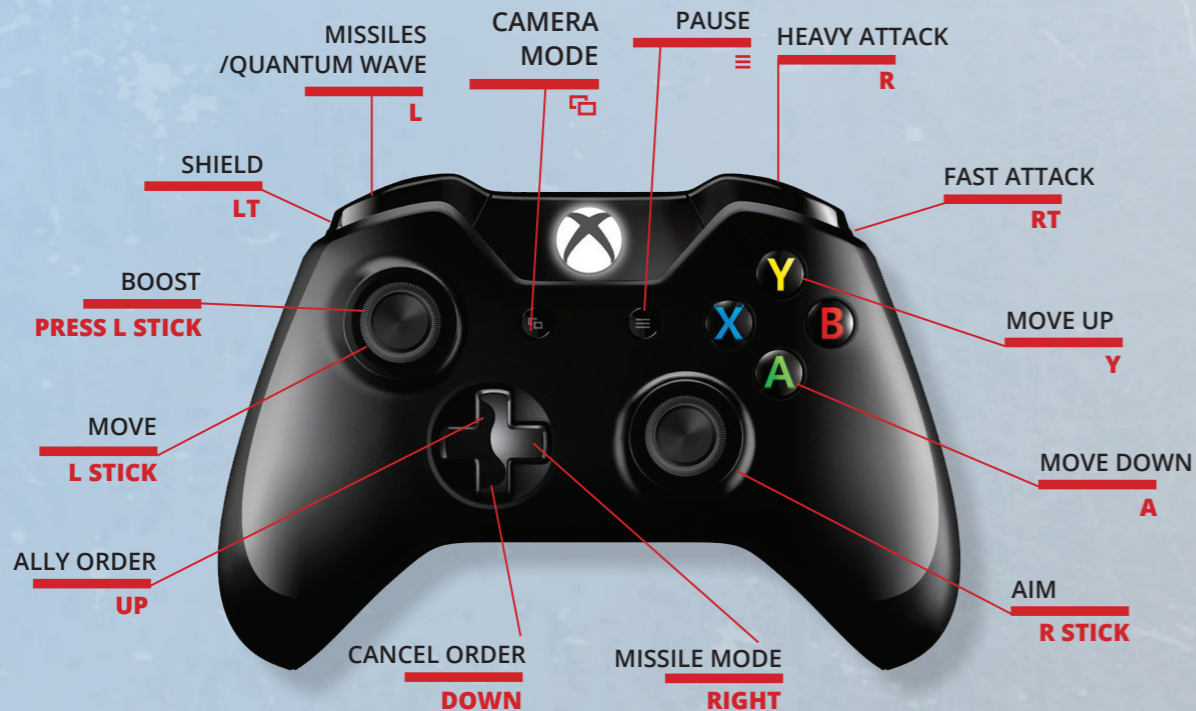 MISSILES
/QUANTUM WAVE
L
CAMERA
MODE
PAUSE
HEAVY ATTACK
R
SHIELD
LT
FAST ATTACK
RT
BOOST
PRESS L STICK
Y
X
B
A
MOVE UP
Y
MOVE
L STICK
MOVE DOWN
A
ALLY ORDER
UP
AIM
R STICK
CANCEL ORDER
DOWN
MISSILE MODE
RIGHT